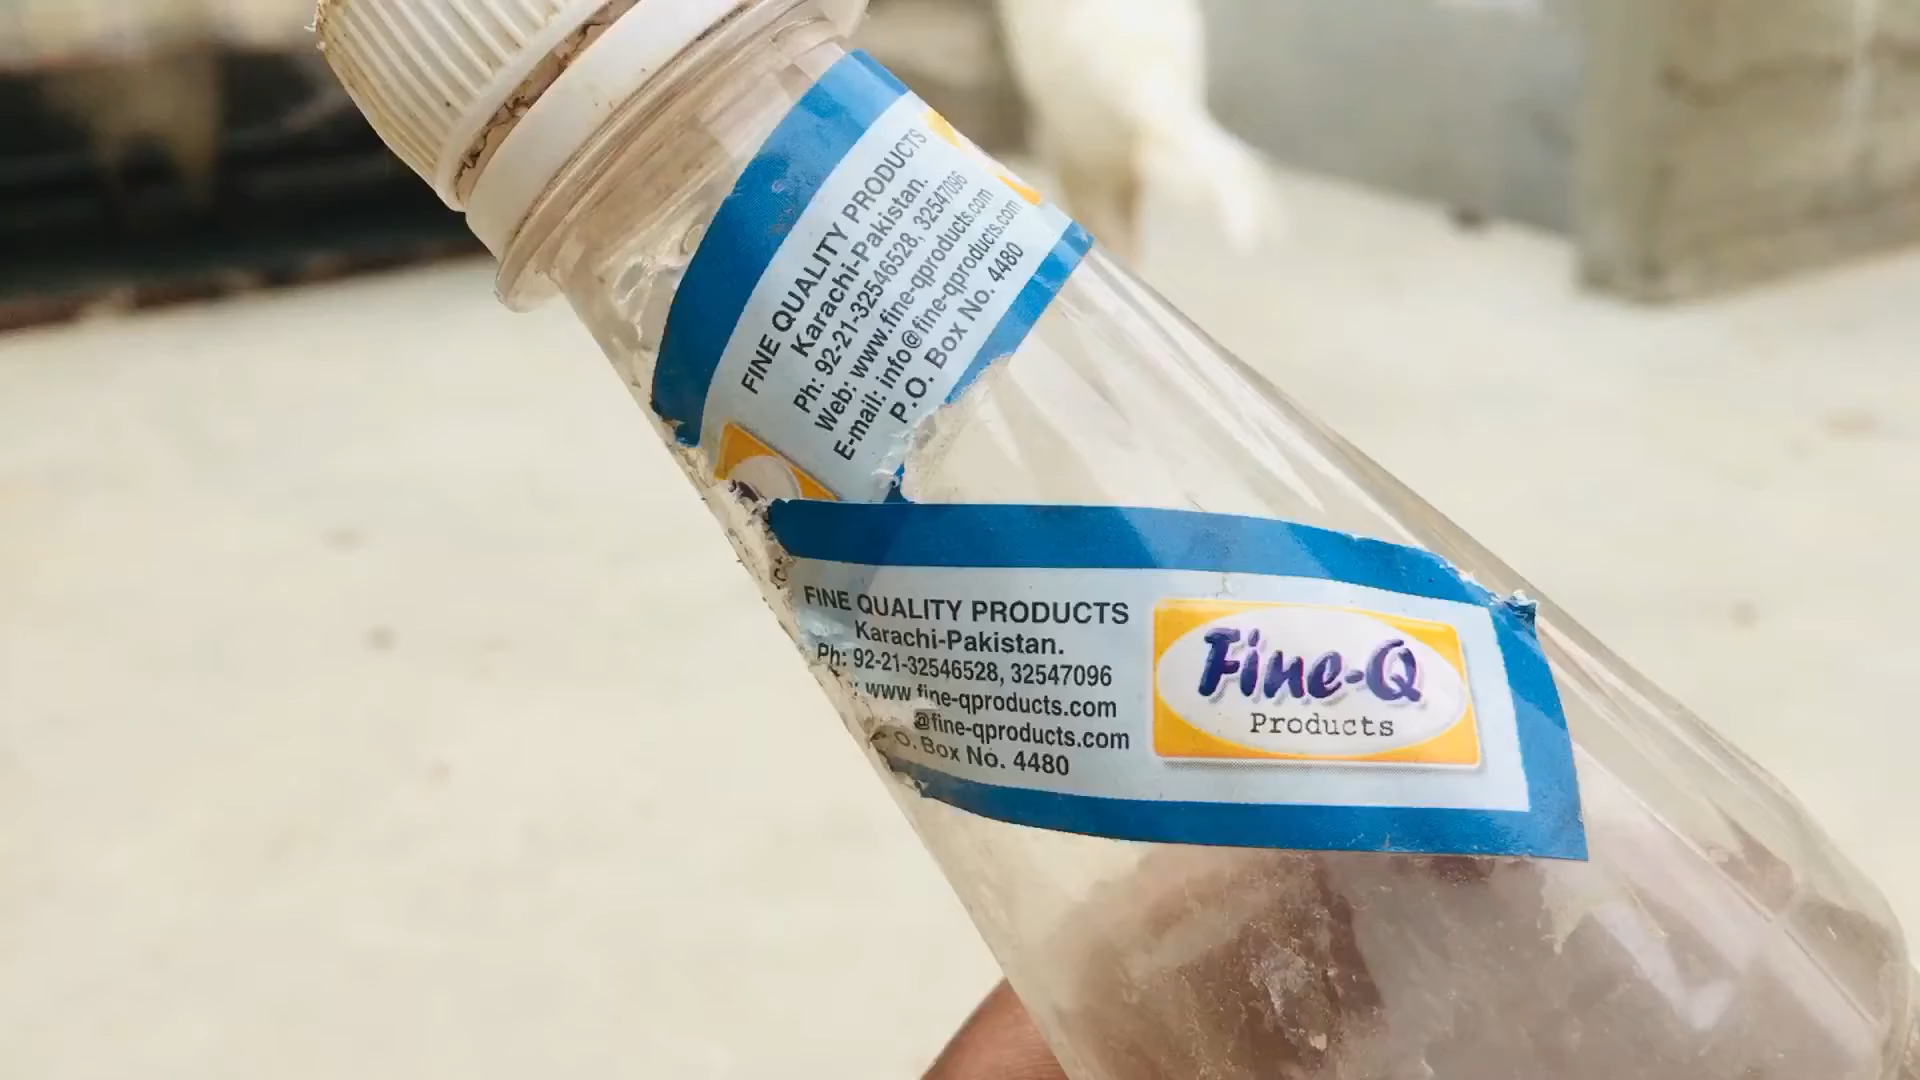 FINE QUALITY PRODUCTS
Karachi-Pakistan.
Ph: 92-21-32546528, 32547096
Web: www.fine-qproducts.com
E-mail: info@fine-qproducts.com
P.O. Box No. 4480
FINE QUALITY PRODUCTS
Karachi-Pakistan.
Ph: 92-21-32546528, 32547096
: www fine-qproducts.com
@fine-qproducts.com
O. Box No. 4480
Fine-Q
Products